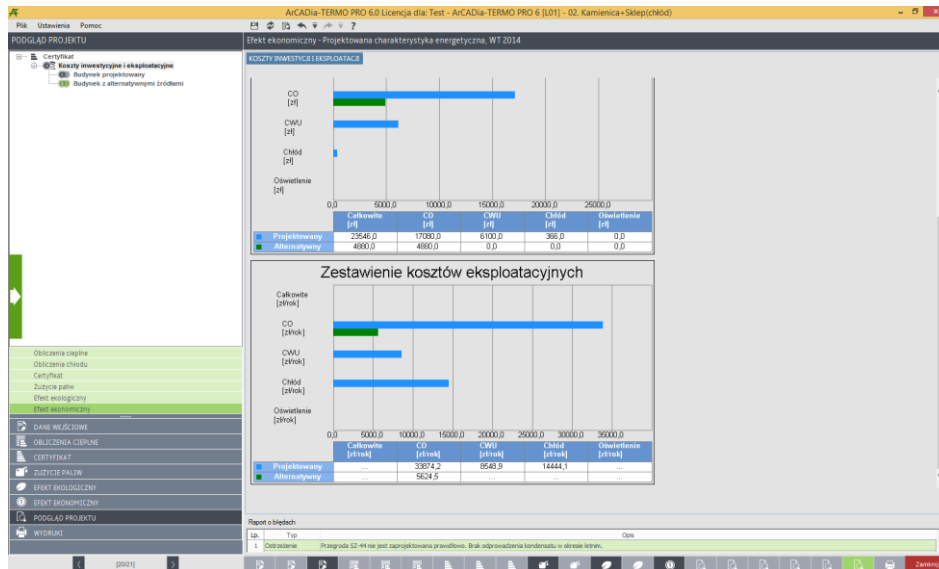 ArCADia-TERMO PRO 6.0 Licencja dla: Test - ArCADia-TERMO PRO 6 [L01] - 02. Kamienica+Sklep(chłód)
Plik Ustawienia Pomoc
PODGLĄD PROJEKTU
Efekt ekonomiczny - Projektowana charakterystyka energetyczna, WT 2014
Certyfikat
Koszty inwestycyjne i eksploatacyjne
Budynek projektowany
Budynek z alternatywnymi źródłami
KOSZTY INWESTYCJI I EKSPLOATACJI
CO
[zł]
CWU
[zł]
Chłód
[zł]
Oświetlenie
[zł]
0,0 5000,0 10000,0 15000,0 20000,0 25000,0
Całkowite CO CWU Chłód Oświetlenie
[zł] [zł] [zł] [zł] [zł]
Projektowany 23546,0 17080,0 6100,0 366,0 0,0
Alternatywny 4880,0 4880,0 0,0 0,0 0,0
Zestawienie kosztów eksploatacyjnych
Całkowite
[zł/rok]
CO
[zł/rok]
CWU
[zł/rok]
Chłód
[zł/rok]
Oświetlenie
[zł/rok]
0,0 5000,0 10000,0 15000,0 20000,0 25000,0 30000,0 35000,0
Całkowite CO CWU Chłód Oświetlenie
[zł/rok] [zł/rok] [zł/rok] [zł/rok] [zł/rok]
Projektowany ... 33874,2 8548,9 14444,1 ...
Alternatywny ... 5624,5 ... ... ...
Obliczenia cieplne
Obliczenia chłodu
Certyfikat
Zużycie paliw
Efekt ekologiczny
Efekt ekonomiczny
DANE WEJŚCIOWE
OBLICZENIA CIEPLNE
CERTYFIKAT
ZUŻYCIE PALIW
EFEKT EKOLOGICZNY
EFEKT EKONOMICZNY
PODGLĄD PROJEKTU
WYDRUKI
Raport o błędach
Lp. Typ Opis
1 Ostrzeżenie Przegroda SZ-44 nie jest zaprojektowana prawidłowo. Brak odprowadzenia kondensatu w okresie letnim.
[20/21]
Zamknij